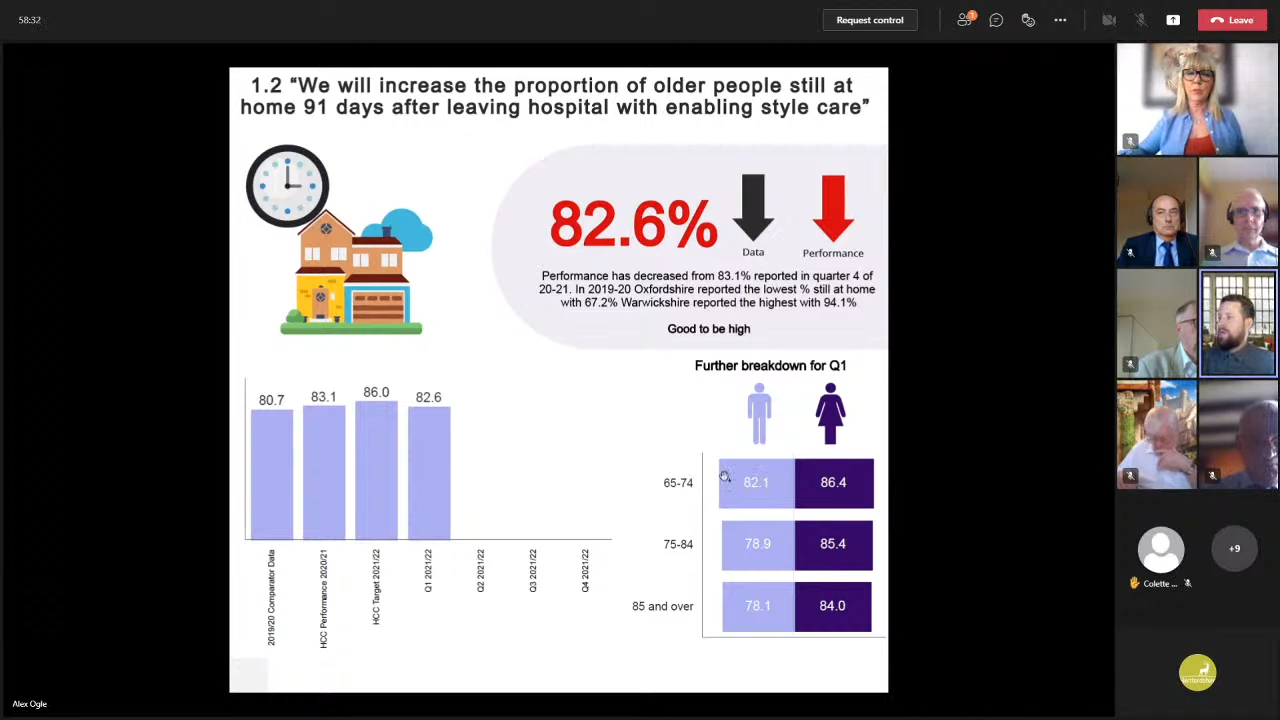 58:32
Request control
1
Leave
1.2 “We will increase the proportion of older people still at
home 91 days after leaving hospital with enabling style care”
82.6%
Data
Performance
Performance has decreased from 83.1% reported in quarter 4 of
20-21. In 2019-20 Oxfordshire reported the lowest % still at home
with 67.2% Warwickshire reported the highest with 94.1%
Good to be high
Further breakdown for Q1
80.7
83.1
86.0
82.6
2019/20 Comparator Data
HCC Performance 2020/21
HCC Target 2021/22
Q1 2021/22
Q2 2021/22
Q3 2021/22
Q4 2021/22
65-74
82.1
86.4
75-84
78.9
85.4
85 and over
78.1
84.0
Colette ...
+9
Alex Ogle